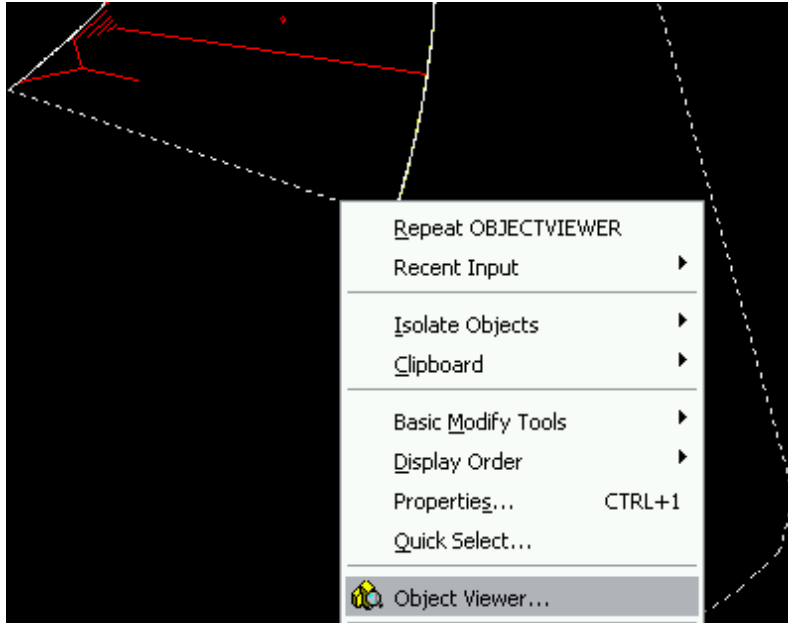 Repeat OBJECTVIEWER
Recent Input
Isolate Objects
Clipboard
Basic Modify Tools
Display Order
Properties... CTRL+1
Quick Select...
Object Viewer...